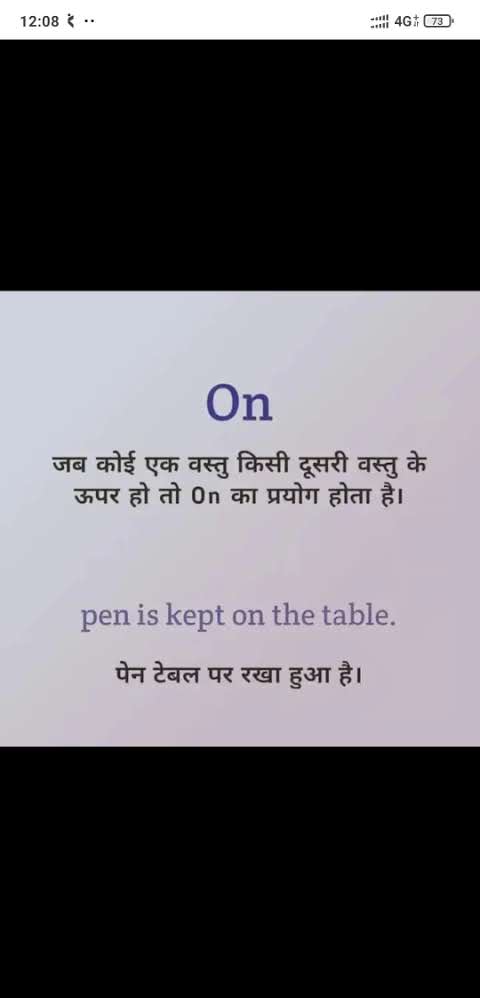 12:08
4G+
73
On
जब कोई एक वस्तु किसी दूसरी वस्तु के
ऊपर हो तो On का प्रयोग होता है।
pen is kept on the table.
पेन टेबल पर रखा हुआ है।